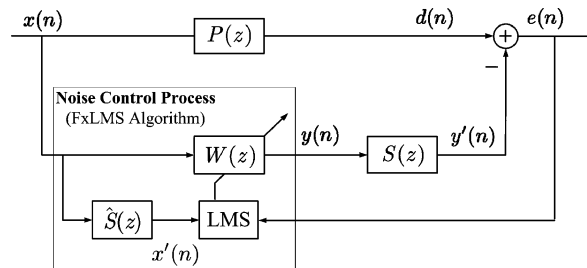 x(n)
P(z)
d(n)
+
e(n)
−
Noise Control Process
(FxLMS Algorithm)
W(z)
y(n)
S(z)
y′(n)
Ŝ(z)
LMS
x′(n)